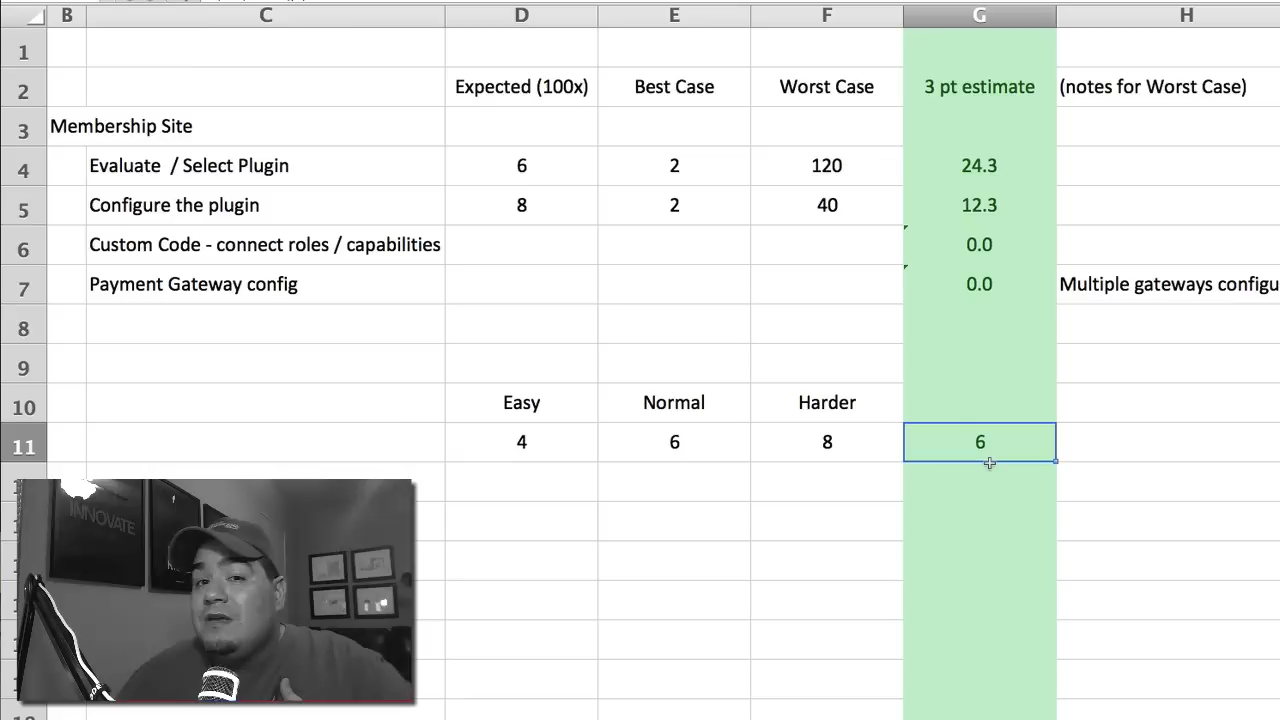 B C D E F G H
1
2 Expected (100x) Best Case Worst Case 3 pt estimate (notes for Worst Case)
3 Membership Site
4 Evaluate / Select Plugin 6 2 120 24.3
5 Configure the plugin 8 2 40 12.3
6 Custom Code - connect roles / capabilities 0.0
7 Payment Gateway config 0.0 Multiple gateways configu
8
9
10 Easy Normal Harder
11 4 6 8 6
INNOVATE